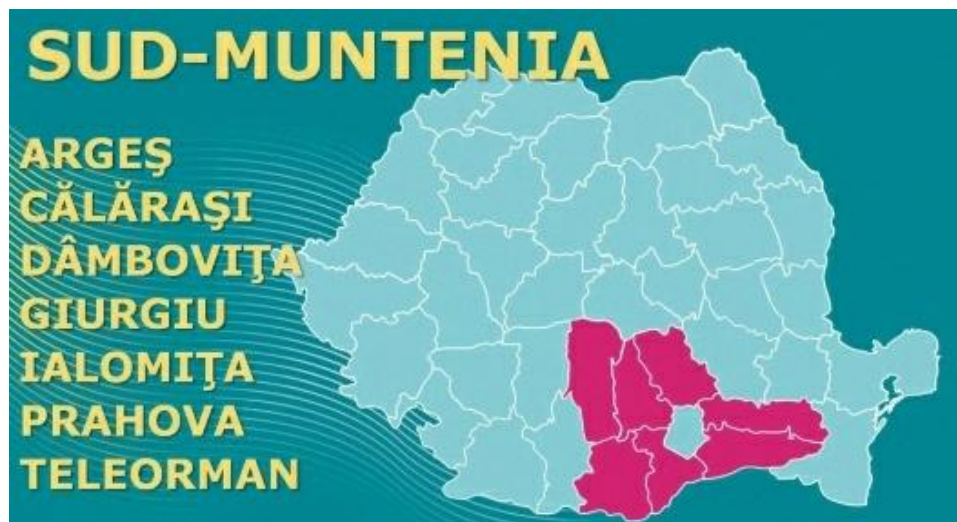 SUD-MUNTENIA
ARGEŞ
CĂLĂRAŞI
DÂMBOVIŢA
GIURGIU
IALOMIŢA
PRAHOVA
TELEORMAN